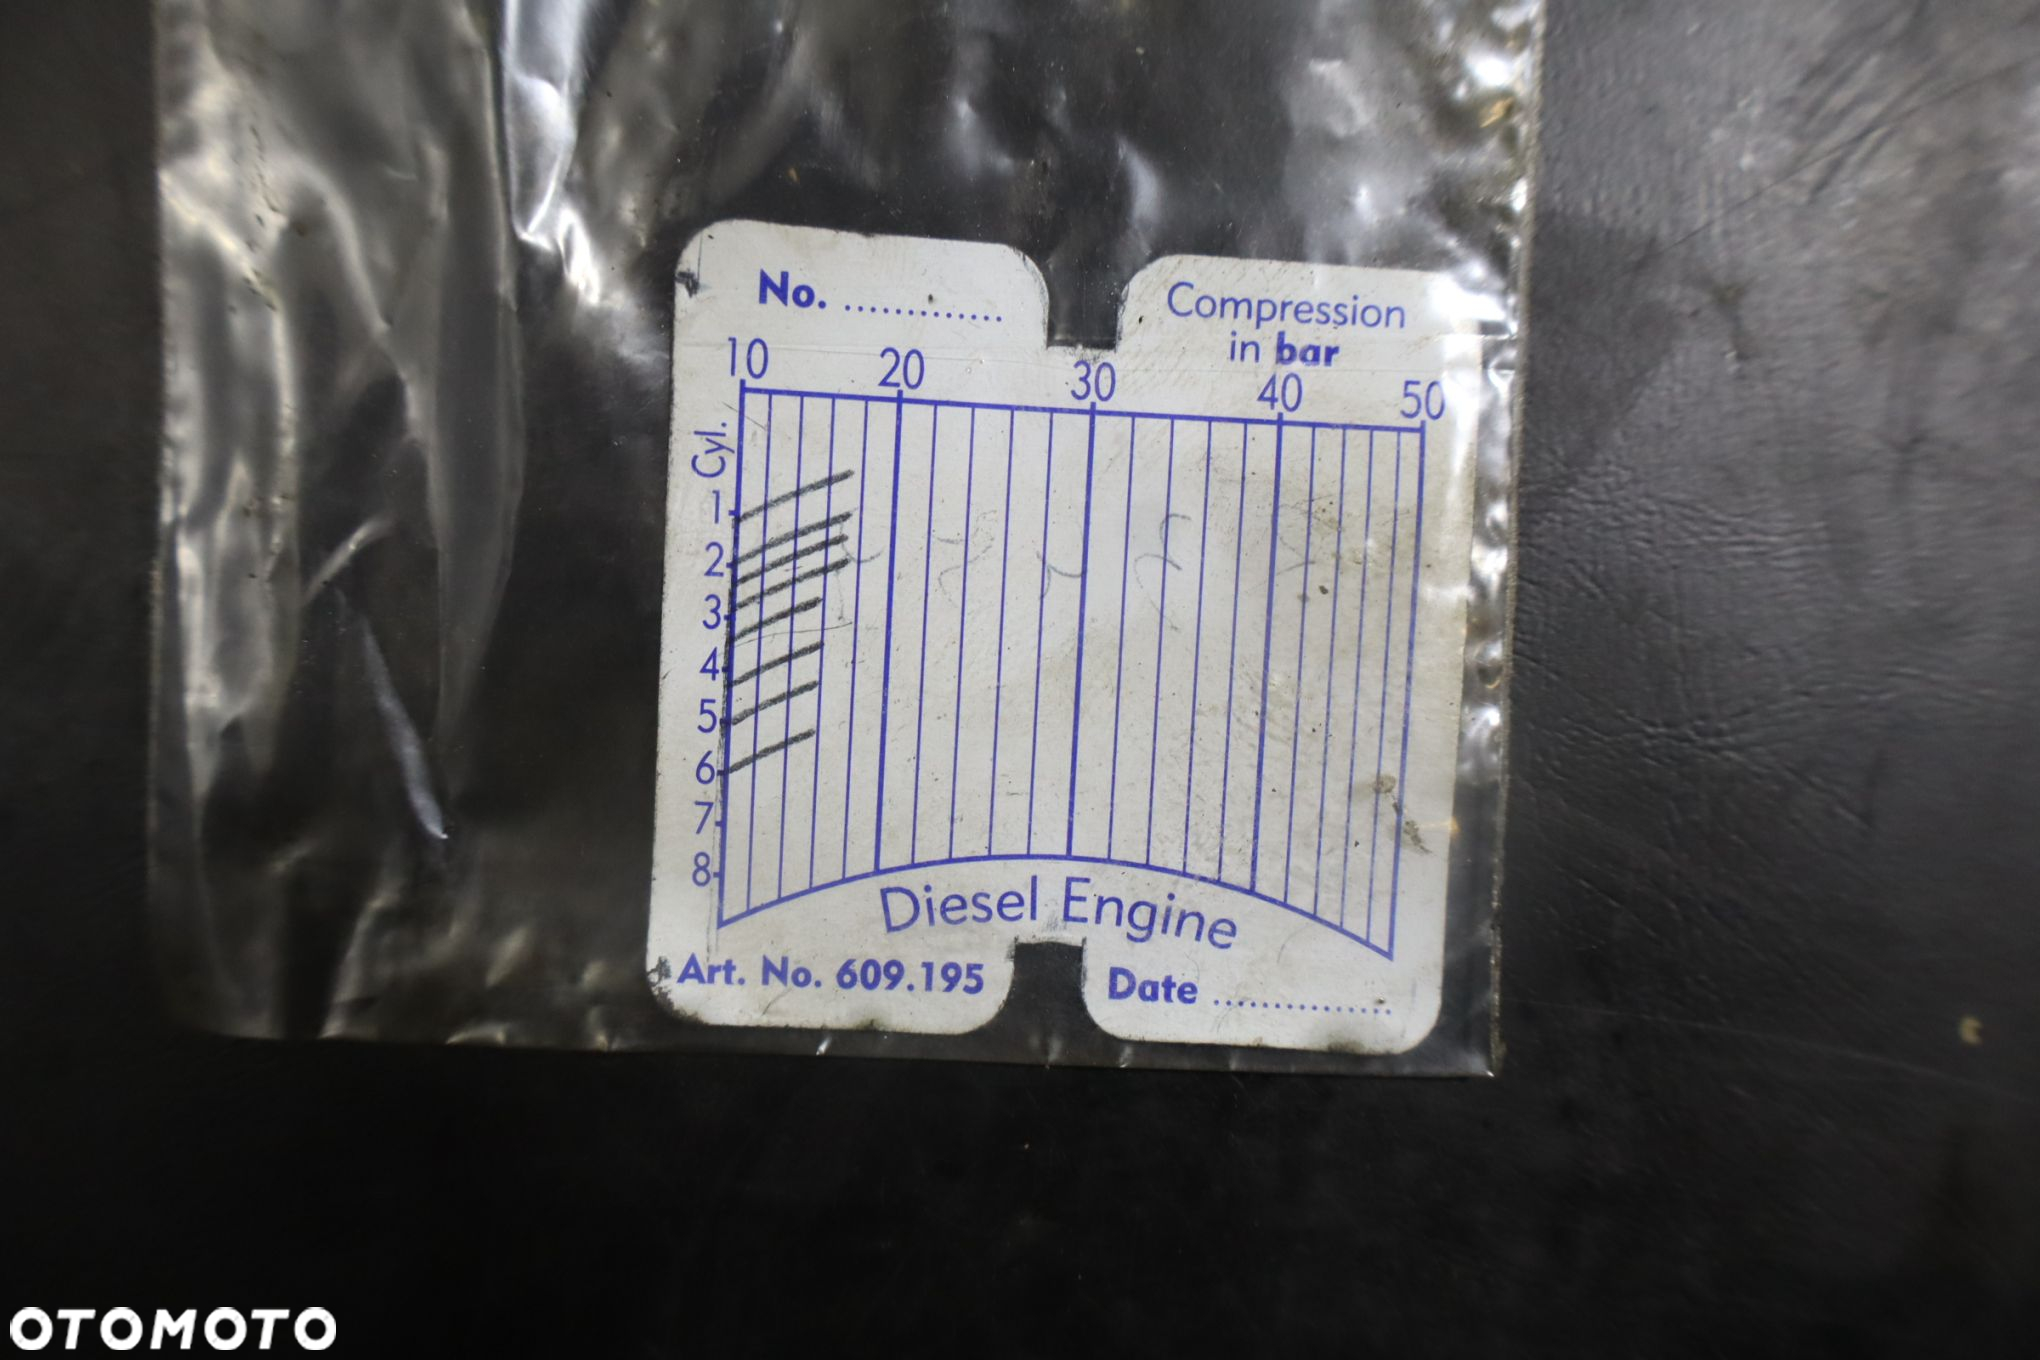 No. .............
Compression
in bar
10 20 30 40 50
Cyl.
1
2
3
4
5
6
7
8
Diesel Engine
Art. No. 609.195
Date ...............
OTOMOTO